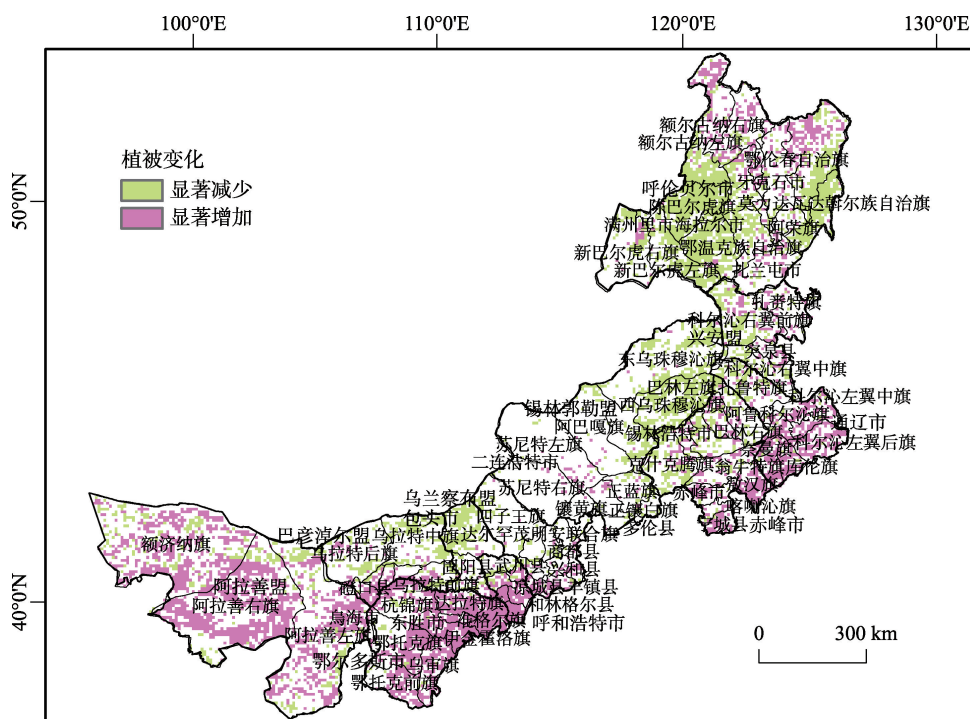 100°0'E
110°0'E
120°0'E
130°0'E
50°0'N
40°0'N
植被变化
显著减少
显著增加
额尔古纳右旗
额尔古纳左旗
鄂伦春自治旗
呼伦贝尔市
牙克石市
陈巴尔虎旗
莫力达瓦达斡尔族自治旗
满州里市
海拉尔市
阿荣旗
新巴尔虎右旗
鄂温克族自治旗
新巴尔虎左旗
扎兰屯市
扎赉特旗
科尔沁右翼前旗
兴安盟
突泉县
东乌珠穆沁旗
科尔沁右翼中旗
巴林左旗
扎鲁特旗
科尔沁左翼中旗
锡林郭勒盟
西乌珠穆沁旗
阿鲁科尔沁旗
通辽市
阿巴嘎旗
锡林浩特市
巴林右旗
科尔沁左翼后旗
苏尼特左旗
奈曼旗
二连浩特市
克什克腾旗
翁牛特旗
库伦旗
苏尼特右旗
正蓝旗
赤峰市
敖汉旗
乌兰察布盟
镶黄旗
正镶白旗
喀喇沁旗
包头市
四子王旗
多伦县
宁城县
赤峰市
额济纳旗
巴彦淖尔盟
乌拉特中旗
达尔罕茂明安联合旗
乌拉特后旗
商都县
固阳县
武川县
兴和县
阿拉善盟
磴口县
乌拉特前旗
丰镇县
阿拉善右旗
杭锦旗
达拉特旗
和林格尔县
乌海市
东胜市
准格尔旗
呼和浩特市
阿拉善左旗
鄂托克旗
伊金霍洛旗
鄂尔多斯市
乌审旗
鄂托克前旗
0
300 km